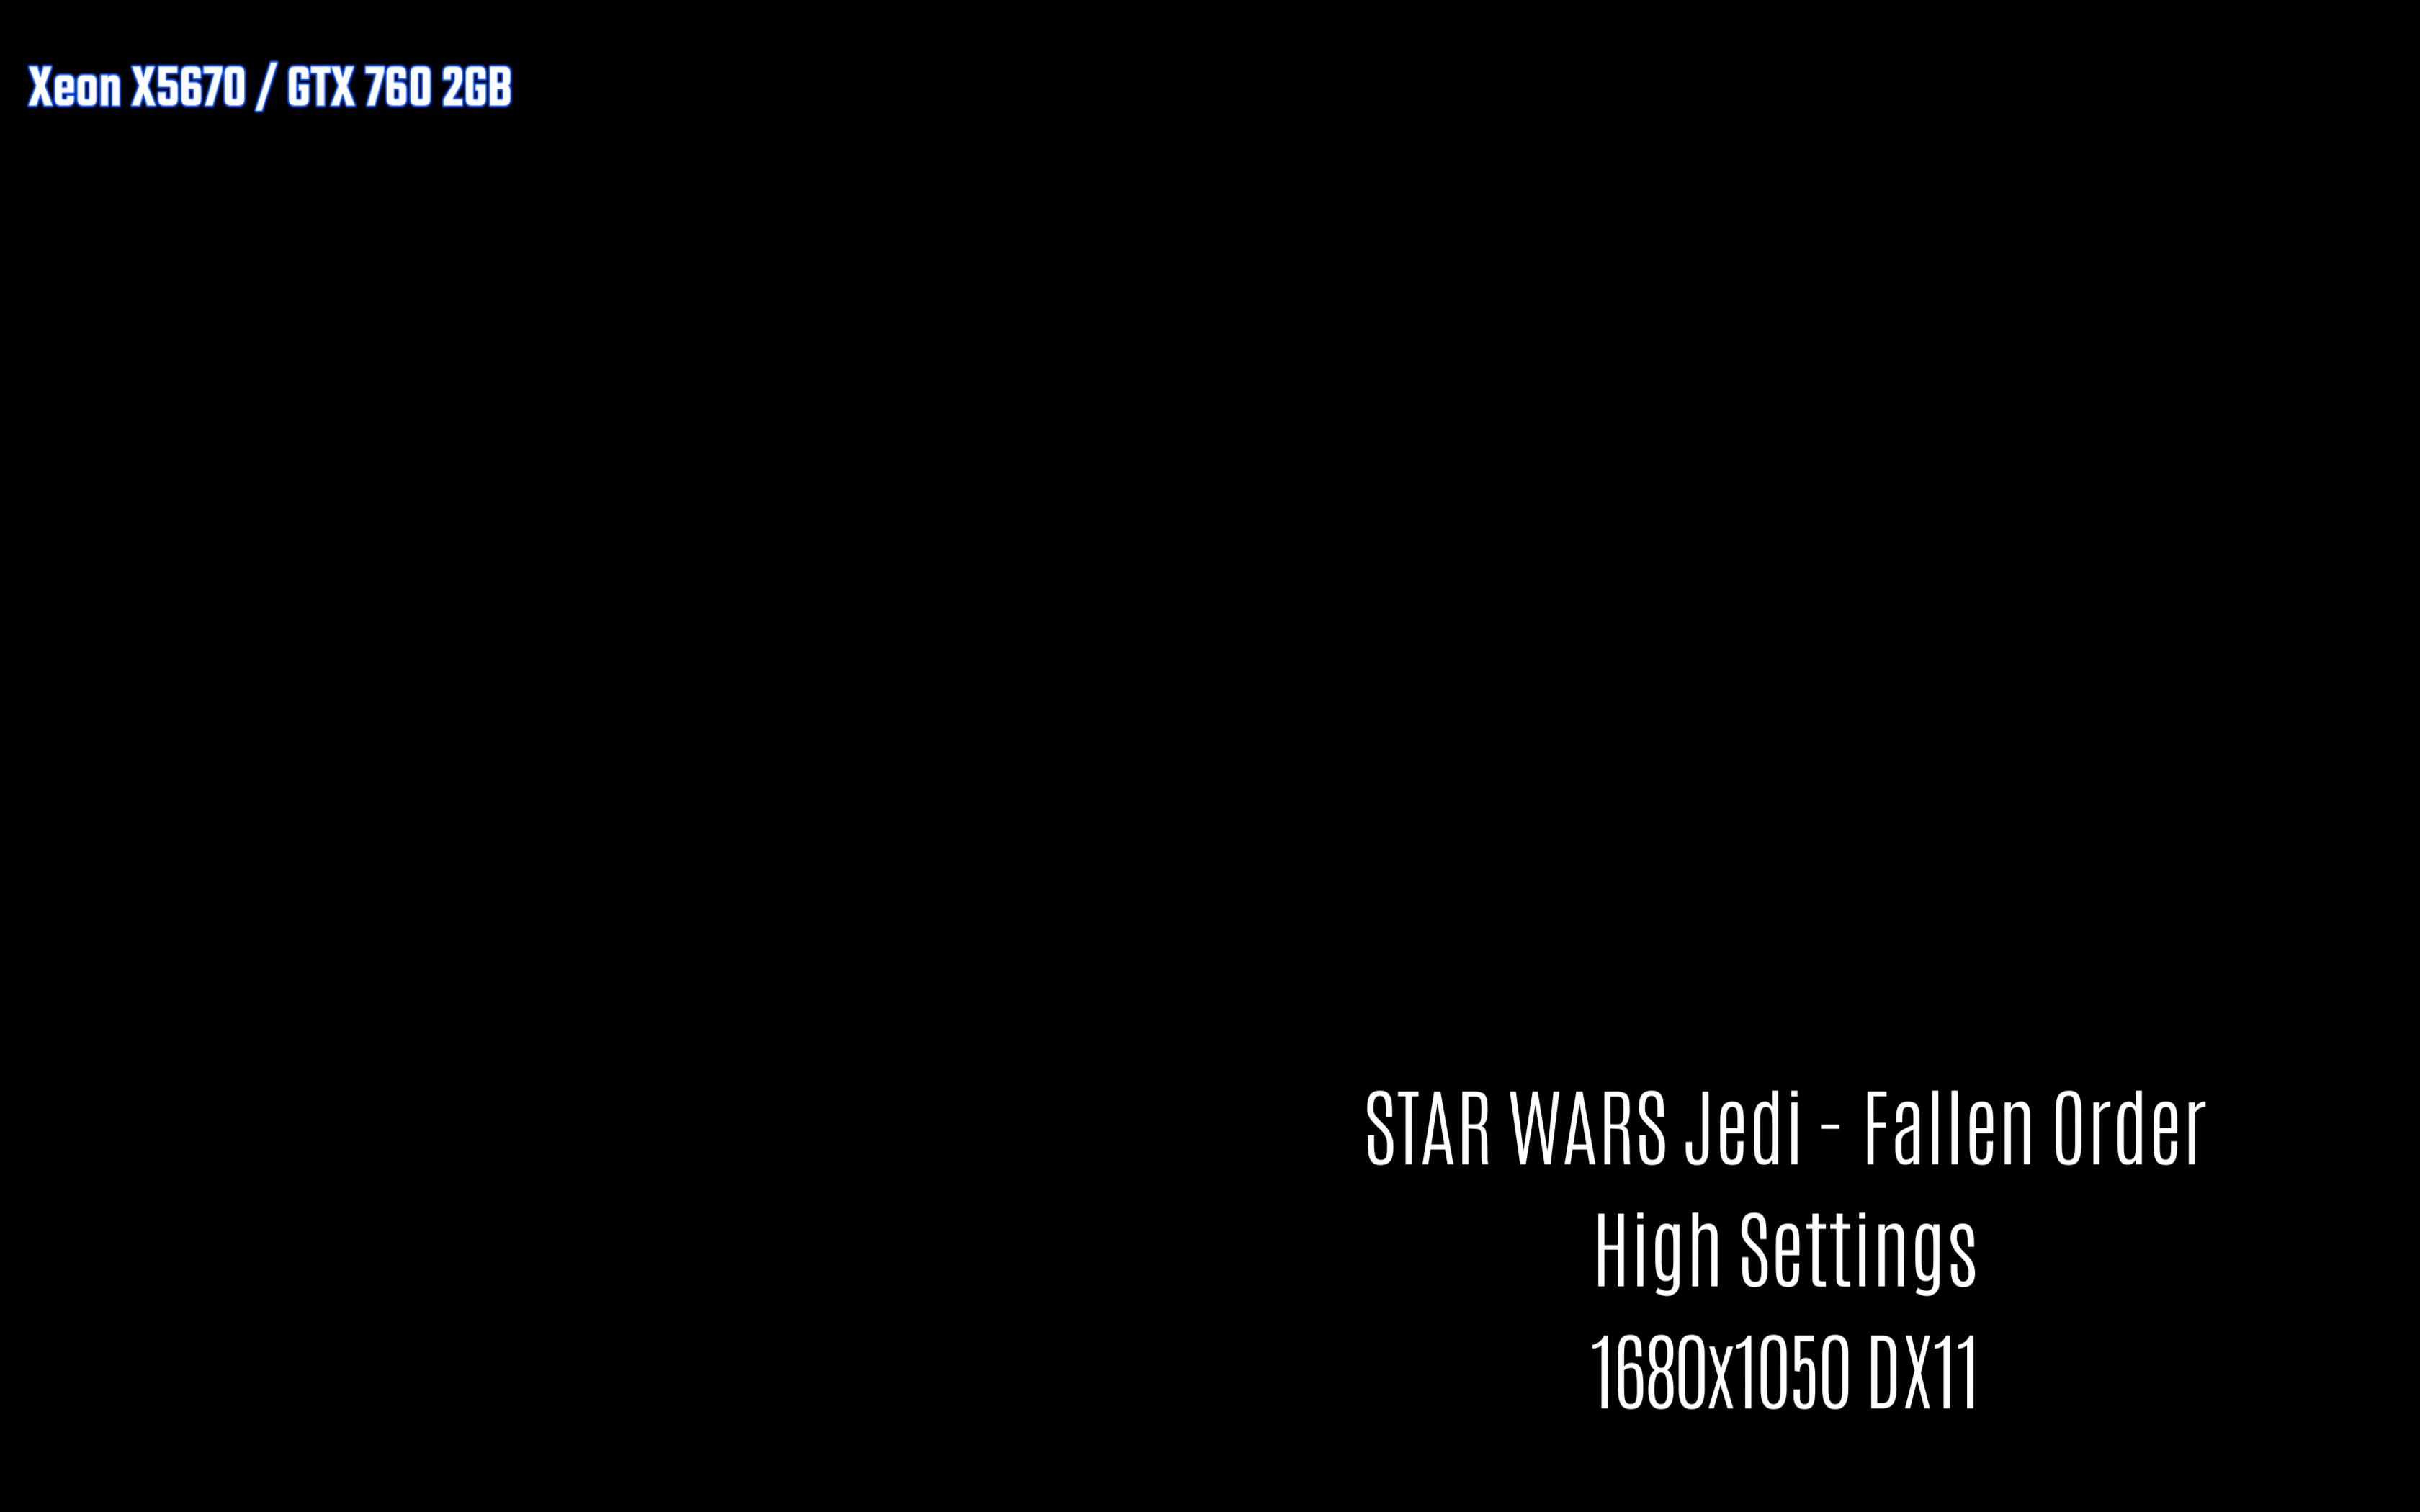 Xeon X5670 / GTX 760 2GB
STAR WARS Jedi - Fallen Order
High Settings
1680x1050 DX11